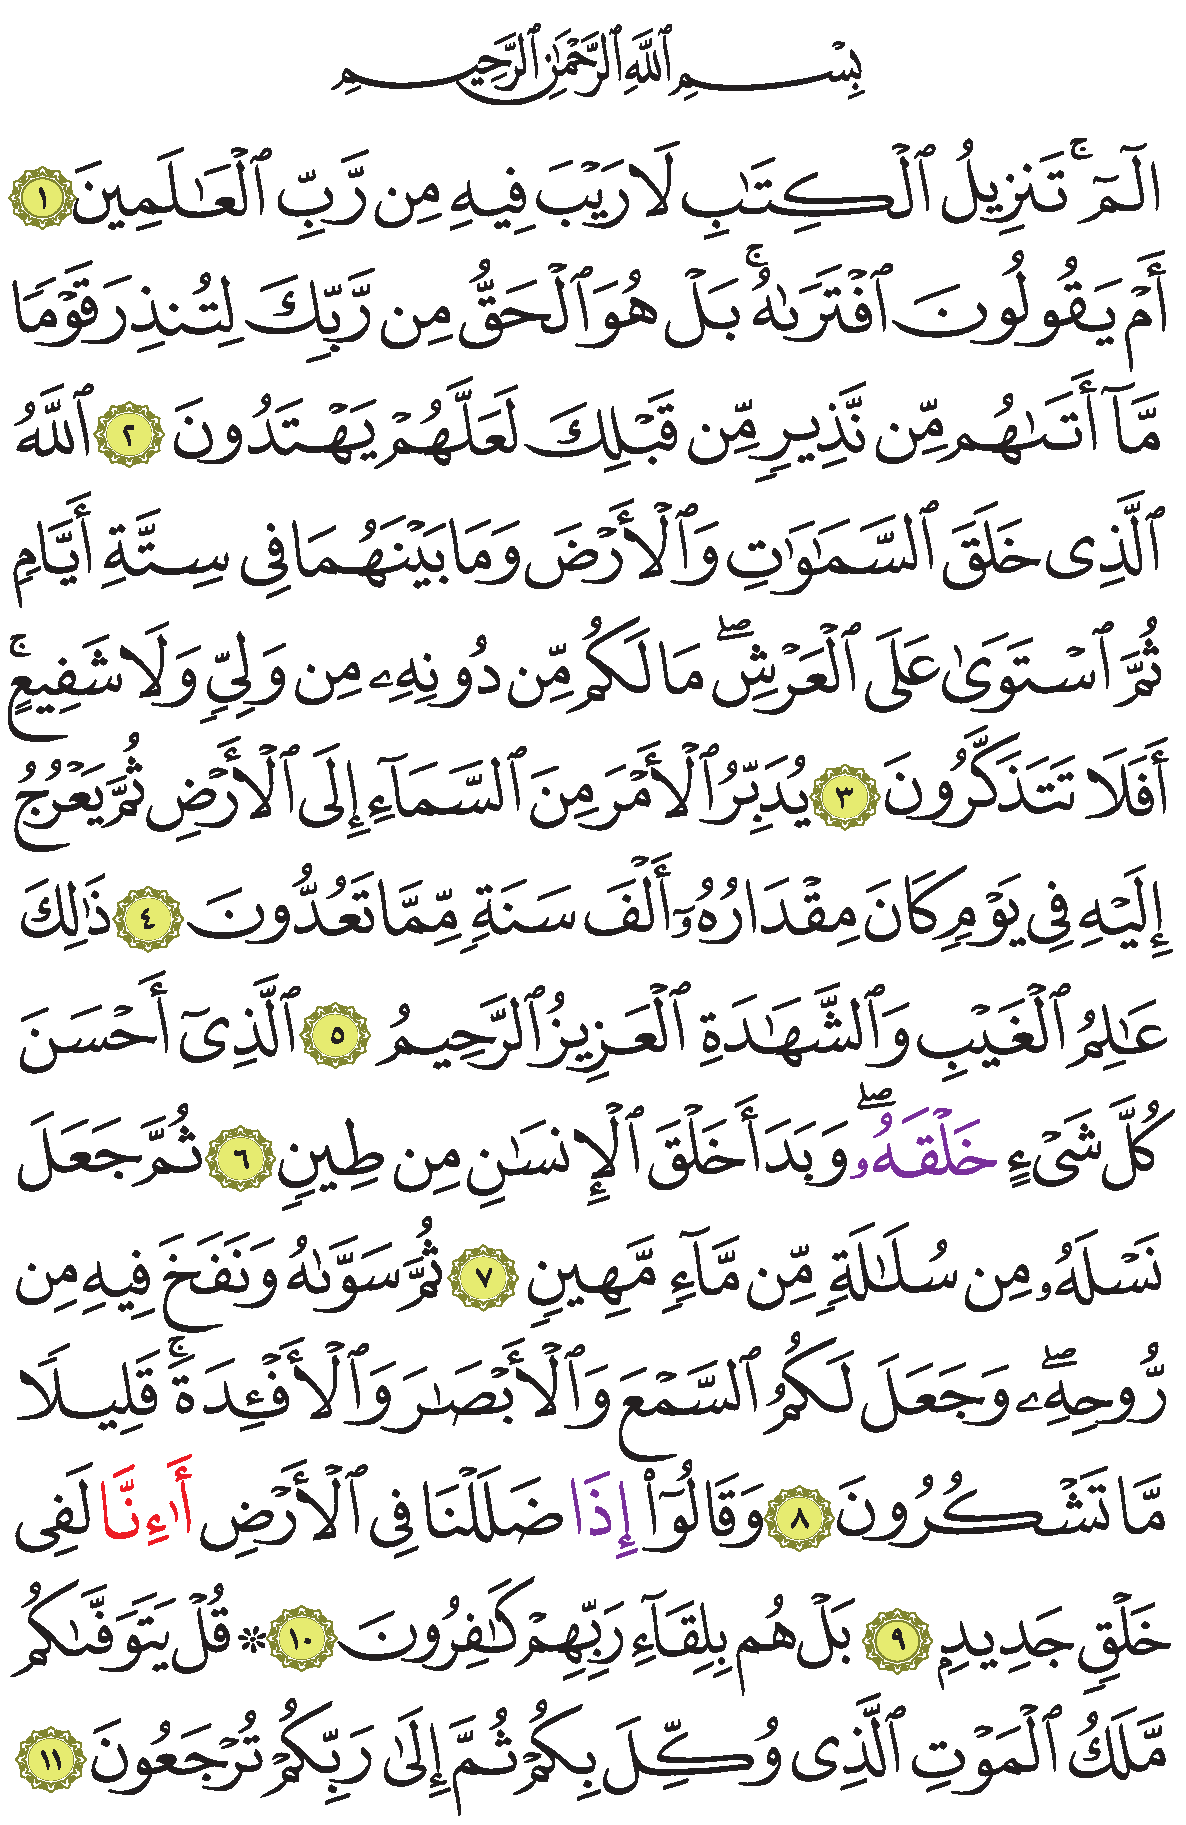 بِسْمِ ٱللَّهِ ٱلرَّحْمَٰنِ ٱلرَّحِيمِ
الٓمٓ ۚ تَنزِيلُ ٱلْكِتَٰبِ لَا رَيْبَ فِيهِ مِن رَّبِّ ٱلْعَٰلَمِينَ ١
أَمْ يَقُولُونَ ٱفْتَرَىٰهُ ۚ بَلْ هُوَ ٱلْحَقُّ مِن رَّبِّكَ لِتُنذِرَ قَوْمًا
مَّآ أَتَىٰهُم مِّن نَّذِيرٍ مِّن قَبْلِكَ لَعَلَّهُمْ يَهْتَدُونَ ٢ ٱللَّهُ
ٱلَّذِى خَلَقَ ٱلسَّمَٰوَٰتِ وَٱلْأَرْضَ وَمَا بَيْنَهُمَا فِى سِتَّةِ أَيَّامٍ
ثُمَّ ٱسْتَوَىٰ عَلَى ٱلْعَرْشِ ۖ مَا لَكُم مِّن دُونِهِۦ مِن وَلِىٍّ وَلَا شَفِيعٍ ۚ
أَفَلَا تَتَذَكَّرُونَ ٣ يُدَبِّرُ ٱلْأَمْرَ مِنَ ٱلسَّمَآءِ إِلَى ٱلْأَرْضِ ثُمَّ يَعْرُجُ
إِلَيْهِ فِى يَوْمٍ كَانَ مِقْدَارُهُۥٓ أَلْفَ سَنَةٍ مِّمَّا تَعُدُّونَ ٤ ذَٰلِكَ
عَٰلِمُ ٱلْغَيْبِ وَٱلشَّهَٰدَةِ ٱلْعَزِيزُ ٱلرَّحِيمُ ٥ ٱلَّذِىٓ أَحْسَنَ
كُلَّ شَىْءٍ خَلْقَهُۥ ۖ وَبَدَأَ خَلْقَ ٱلْإِنسَٰنِ مِن طِينٍ ٦ ثُمَّ جَعَلَ
نَسْلَهُۥ مِن سُلَٰلَةٍ مِّن مَّآءٍ مَّهِينٍ ٧ ثُمَّ سَوَّىٰهُ وَنَفَخَ فِيهِ مِن
رُّوحِهِۦ ۖ وَجَعَلَ لَكُمُ ٱلسَّمْعَ وَٱلْأَبْصَٰرَ وَٱلْأَفْـِٔدَةَ ۚ قَلِيلًا
مَّا تَشْكُرُونَ ٨ وَقَالُوٓا۟ إِذَا ضَلَلْنَا فِى ٱلْأَرْضِ أَا۟ءِنَّا لَفِى
خَلْقٍ جَدِيدٍ ٩ بَلْ هُم بِلِقَآءِ رَبِّهِمْ كَٰفِرُونَ ١٠ ۞ قُلْ يَتَوَفَّىٰكُم
مَّلَكُ ٱلْمَوْتِ ٱلَّذِى وُكِّلَ بِكُمْ ثُمَّ إِلَىٰ رَبِّكُمْ تُرْجَعُونَ ١١